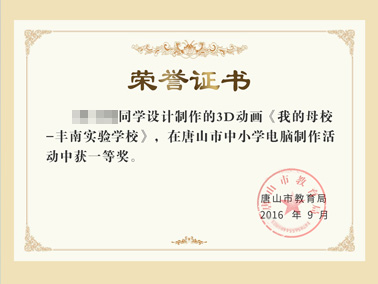 荣誉证书
同学设计制作的3D动画《我的母校
-丰南实验学校》，在唐山市中小学电脑制作活
动中获一等奖。
唐山市教育局
2016 年 9 月